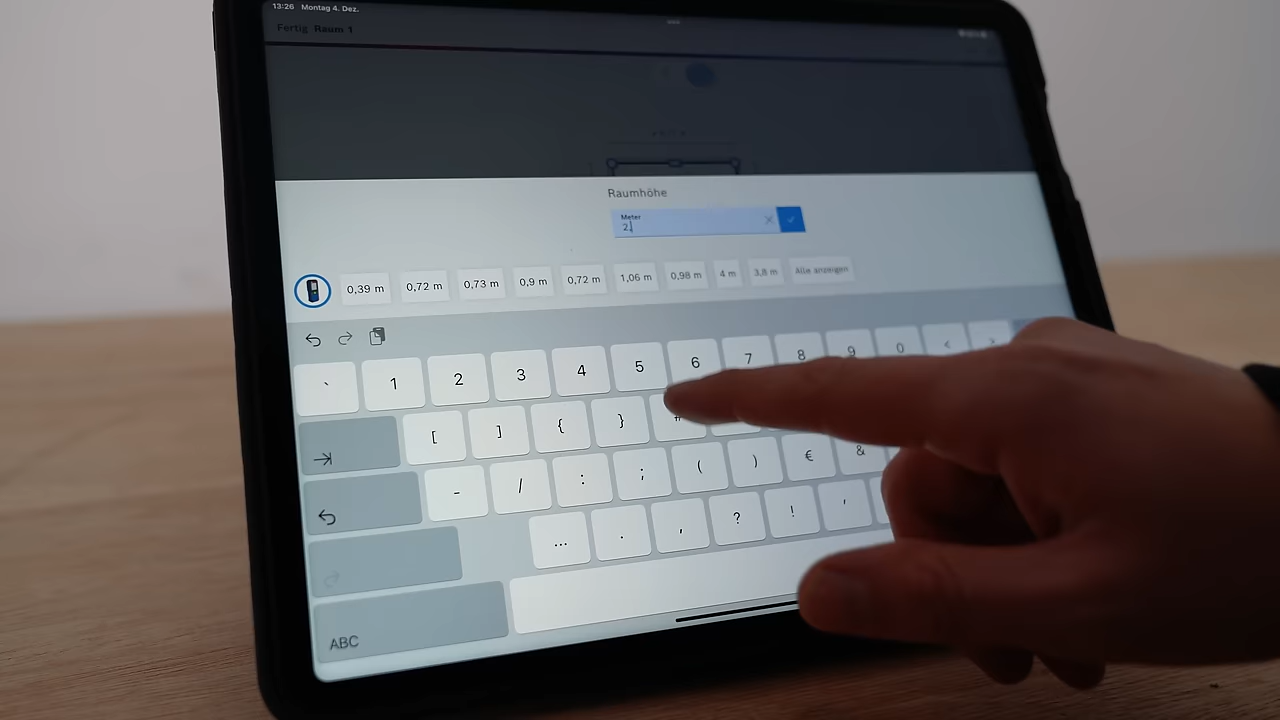 13:26 Montag 4. Dez.
Fertig Raum 1
Raumhöhe
Meter
2,
0,39 m 0,72 m 0,73 m 0,9 m 0,72 m 1,06 m 0,98 m 4 m 3,8 m Alle anzeigen
` 1 2 3 4 5 6 7 8 9 0 < >
[ ] { } #
- / : ; ( ) € &
... . , ? ! '
ABC